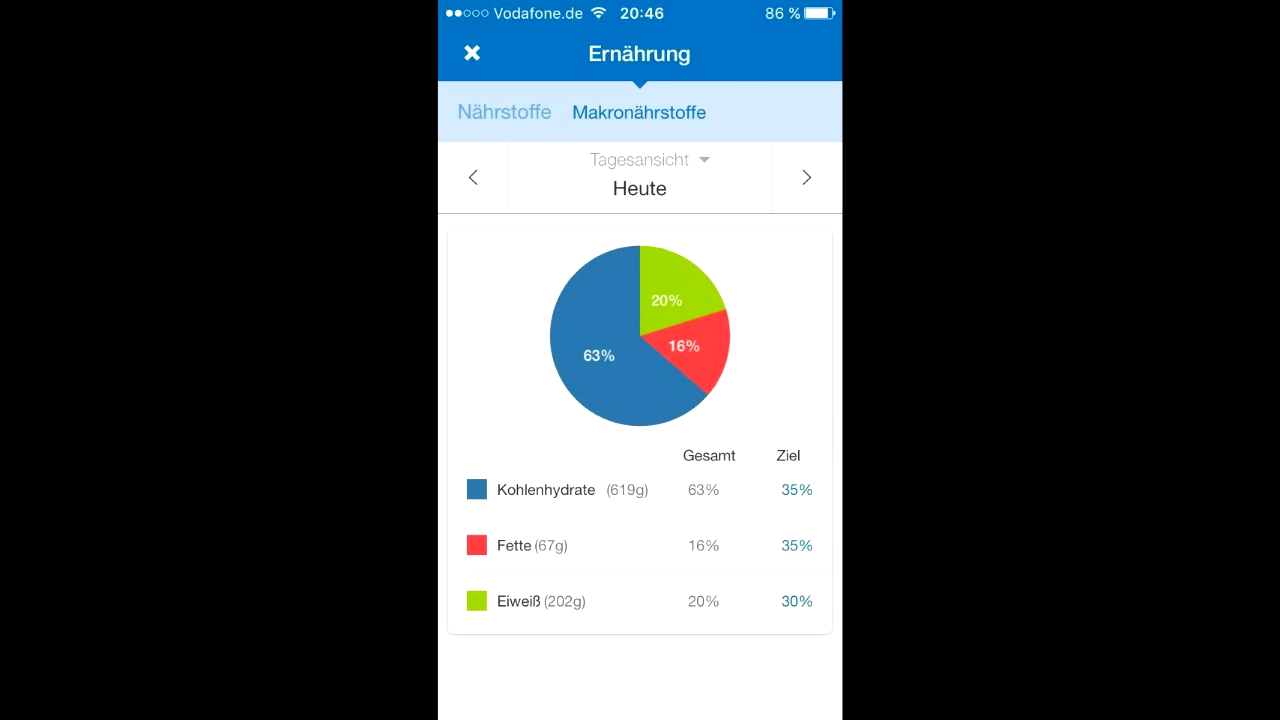 Vodafone.de 20:46 86 %
Ernährung
Nährstoffe Makronährstoffe
Tagesansicht
Heute
20%
16%
63%
Gesamt Ziel
Kohlenhydrate (619g) 63% 35%
Fette (67g) 16% 35%
Eiweiß (202g) 20% 30%